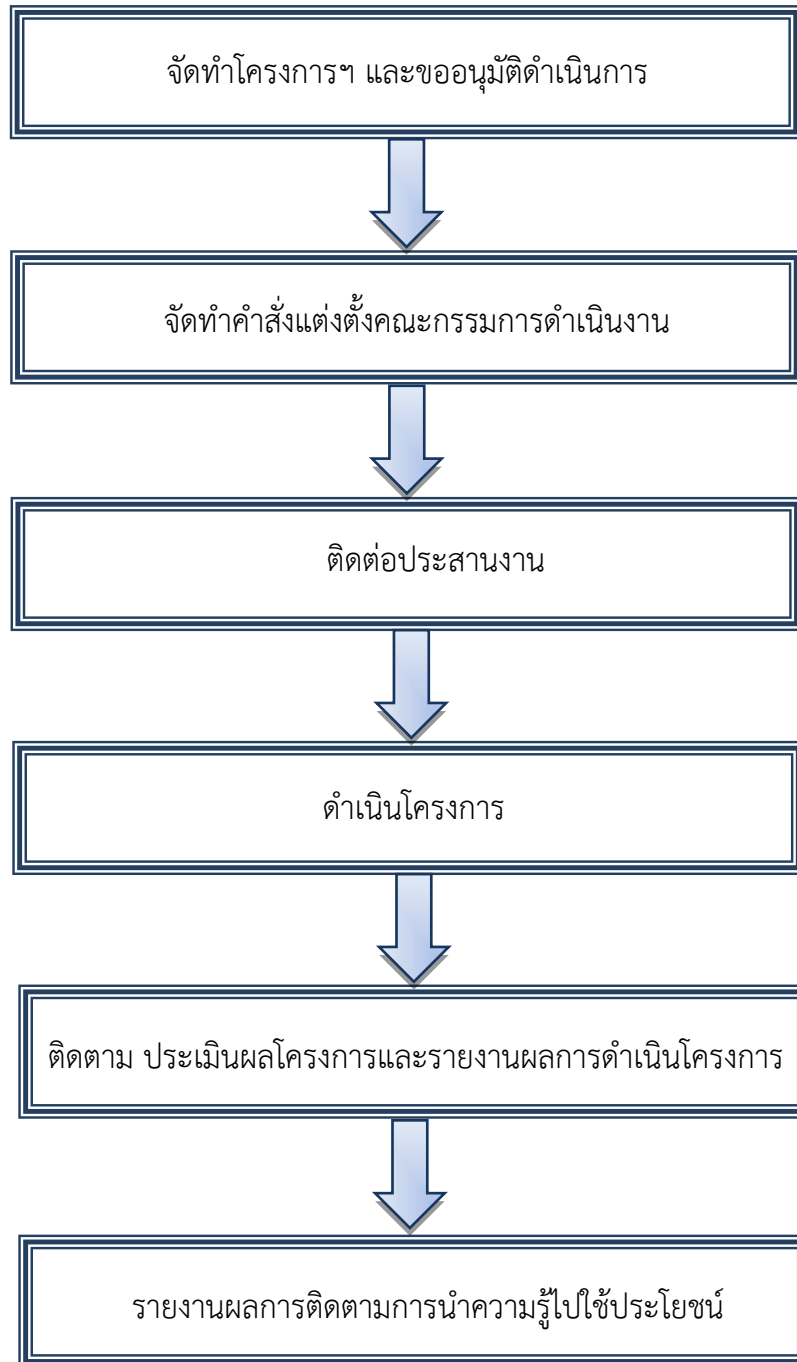 จัดทำโครงการฯ และขออนุมัติดำเนินการ
จัดทำคำสั่งแต่งตั้งคณะกรรมการดำเนินงาน
ติดต่อประสานงาน
ดำเนินโครงการ
ติดตาม ประเมินผลโครงการและรายงานผลการดำเนินโครงการ
รายงานผลการติดตามการนำความรู้ไปใช้ประโยชน์